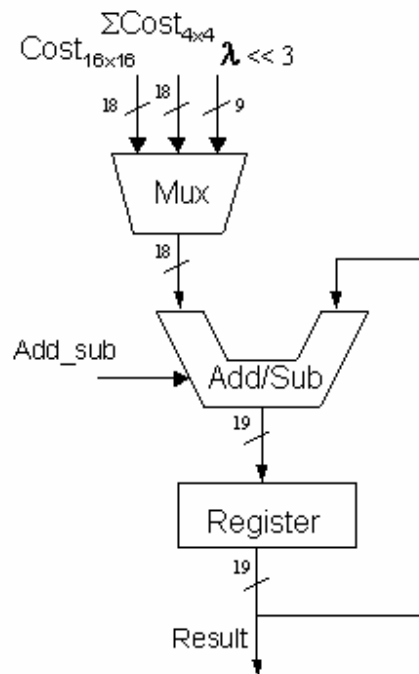 ΣCost4x4
Cost16x16
λ << 3
18
18
9
Mux
18
Add_sub
Add/Sub
19
Register
19
Result